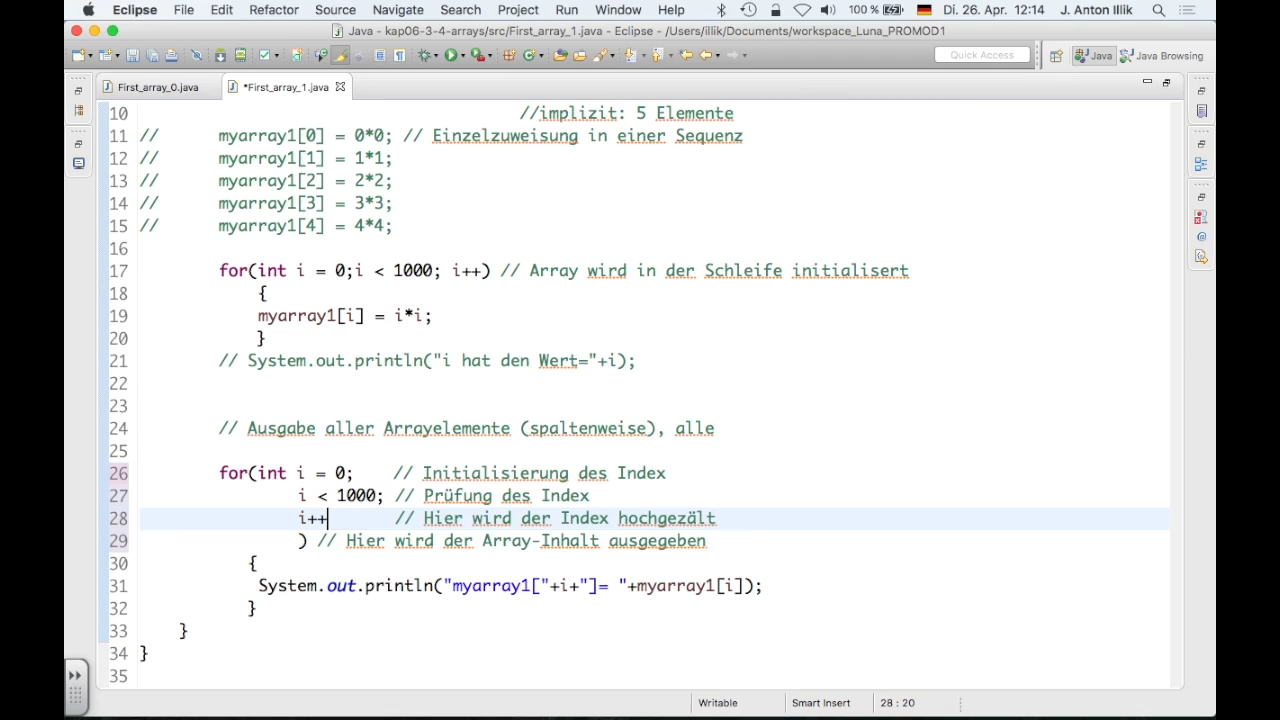 Eclipse File Edit Refactor Source Navigate Search Project Run Window Help 100 % Di. 26. Apr. 12:14 J. Anton Illik
Java - kap06-3-4-arrays/src/First_array_1.java - Eclipse - /Users/illik/Documents/workspace_Luna_PROMOD1
Quick Access Java Java Browsing
First_array_0.java *First_array_1.java
10 //implizit: 5 Elemente
11 // myarray1[0] = 0*0; // Einzelzuweisung in einer Sequenz
12 // myarray1[1] = 1*1;
13 // myarray1[2] = 2*2;
14 // myarray1[3] = 3*3;
15 // myarray1[4] = 4*4;
16
17 for(int i = 0;i < 1000; i++) // Array wird in der Schleife initialisert
18 {
19 myarray1[i] = i*i;
20 }
21 // System.out.println("i hat den Wert="+i);
22
23
24 // Ausgabe aller Arrayelemente (spaltenweise), alle
25
26 for(int i = 0; // Initialisierung des Index
27 i < 1000; // Prüfung des Index
28 i++ // Hier wird der Index hochgezält
29 ) // Hier wird der Array-Inhalt ausgegeben
30 {
31 System.out.println("myarray1["+i+"]= "+myarray1[i]);
32 }
33 }
34 }
35
Writable Smart Insert 28 : 20